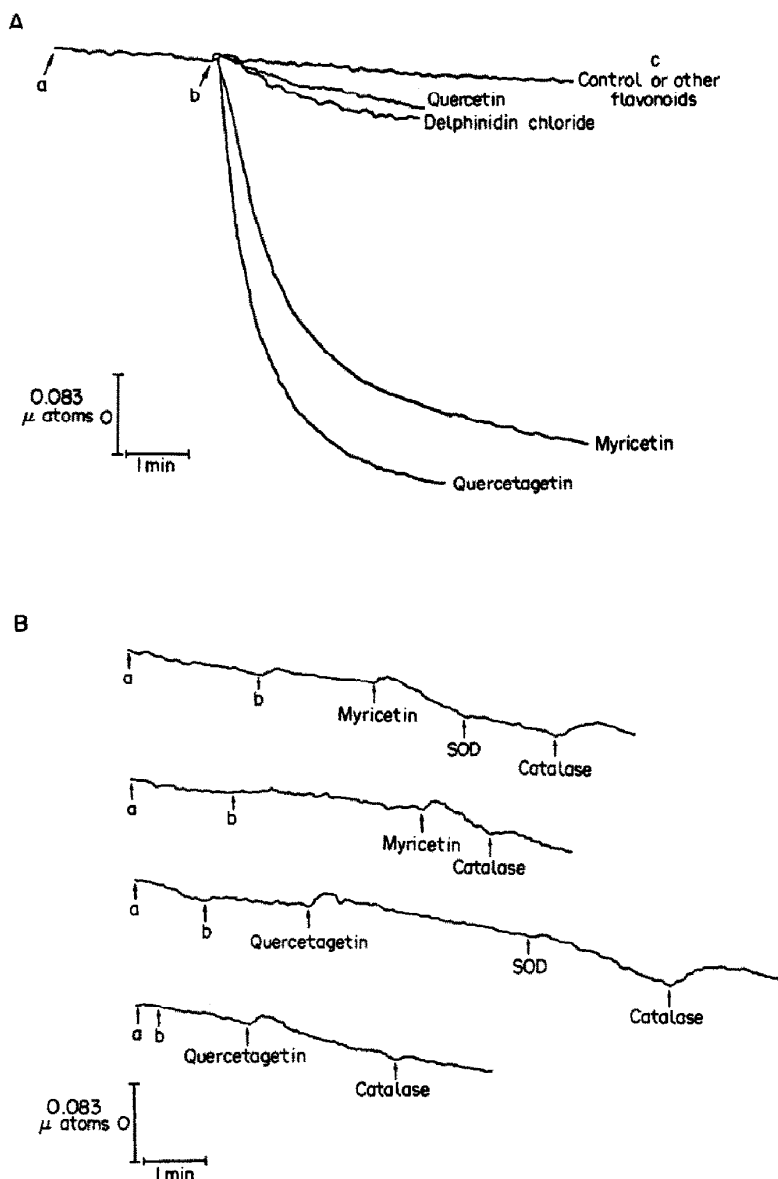 A
a
b
c
Control or other
flavonoids
Quercetin
Delphinidin chloride
0.083
μ atoms O
1 min
Myricetin
Quercetagetin
B
a
b
Myricetin
SOD
Catalase
a
b
Myricetin
Catalase
a
b
Quercetagetin
SOD
Catalase
a
b
Quercetagetin
Catalase
0.083
μ atoms O
1 min